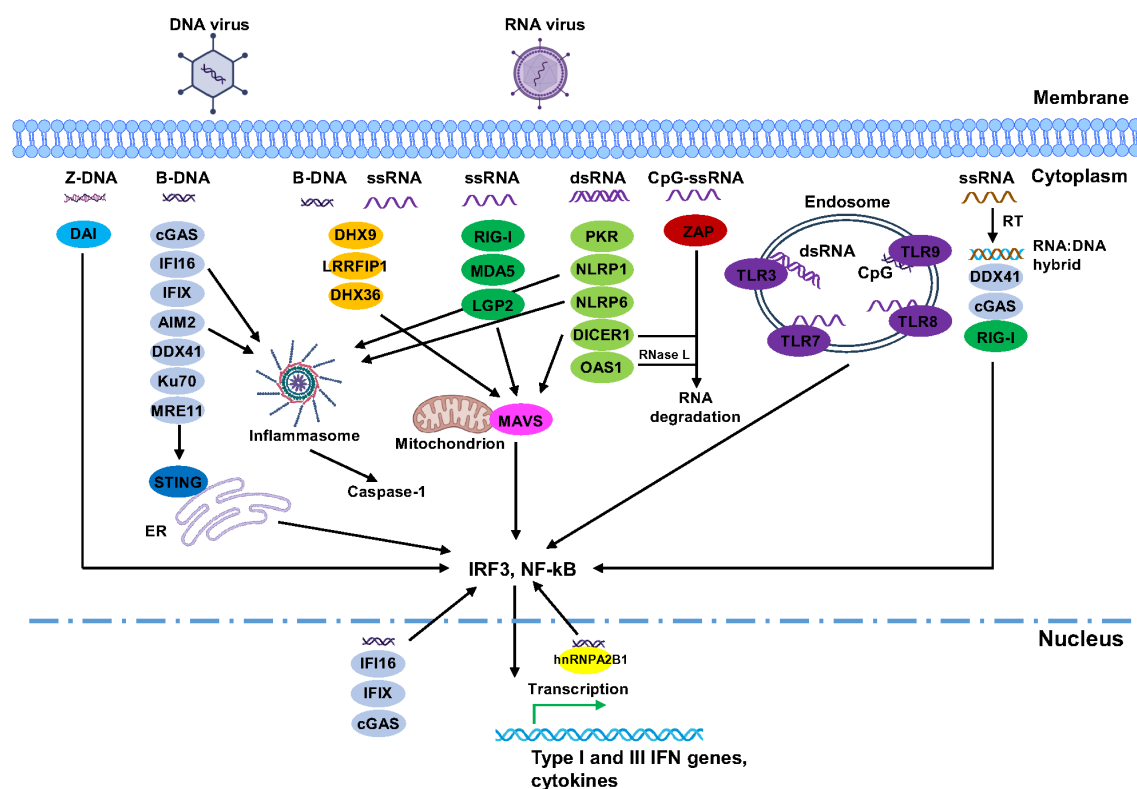 DNA virus
RNA virus
Membrane
Z-DNA
B-DNA
B-DNA
ssRNA
ssRNA
dsRNA
CpG-ssRNA
ssRNA
Cytoplasm
DAI
cGAS
IFI16
IFIX
AIM2
DDX41
Ku70
MRE11
STING
ER
DHX9
LRRFIP1
DHX36
Inflammasome
Caspase-1
RIG-I
MDA5
LGP2
Mitochondrion
MAVS
PKR
NLRP1
NLRP6
DICER1
OAS1
RNase L
ZAP
RNA
degradation
Endosome
TLR3
dsRNA
TLR9
CpG
TLR7
TLR8
RT
RNA:DNA
hybrid
DDX41
cGAS
RIG-I
IRF3, NF-kB
Nucleus
IFI16
IFIX
cGAS
hnRNPA2B1
Transcription
Type I and III IFN genes,
cytokines